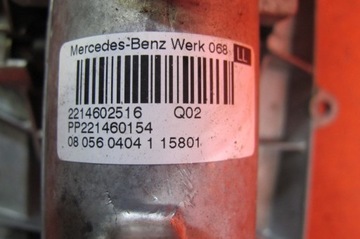 Mercedes-Benz Werk 068 LL
2214602516 Q02
PP221460154
08 056 0404 1 15801